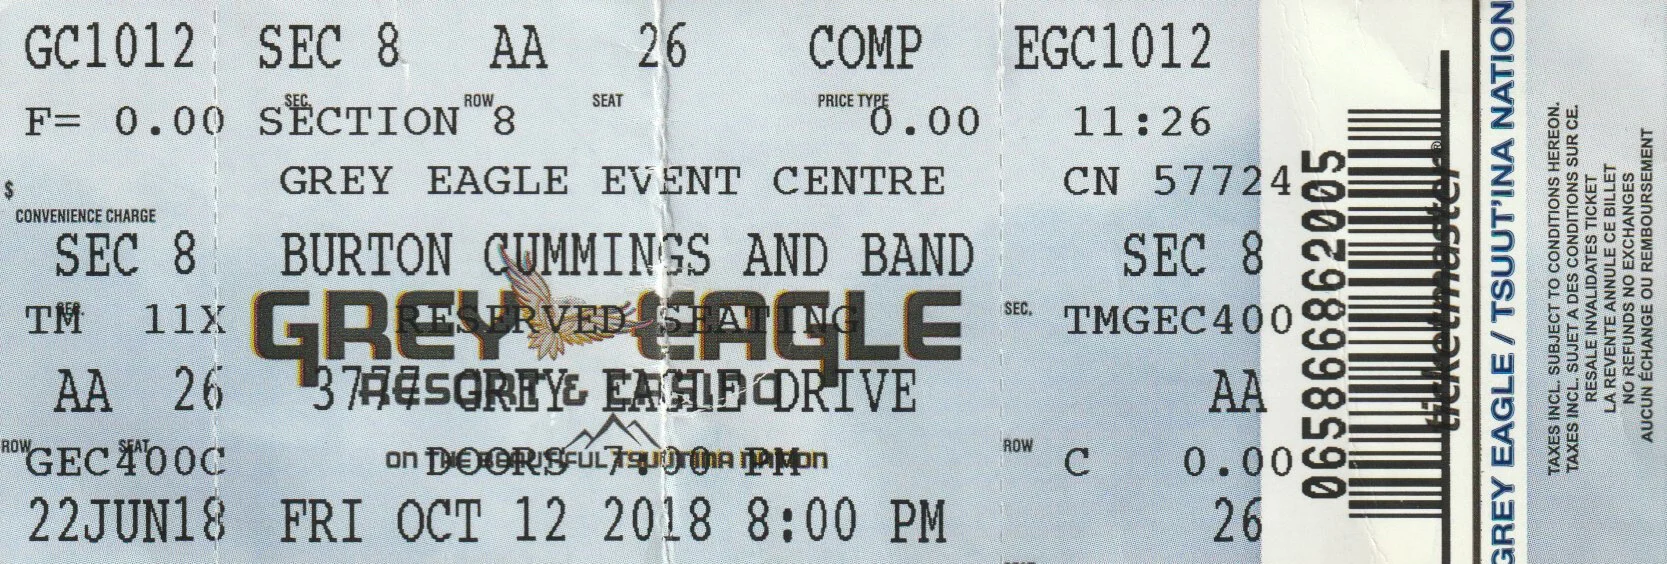 GC1012 SEC 8 AA 26 COMP EGC1012
SEC. ROW SEAT PRICE TYPE
F= 0.00 SECTION 8 0.00 11:26
$ GREY EAGLE EVENT CENTRE CN 57724
CONVENIENCE CHARGE
SEC 8 BURTON CUMMINGS AND BAND SEC 8
GREY EAGLE
SEC. SEC.
TM 11X RESERVED SEATING TMGEC400
RESORT & CASINO
AA 26 3777 GREY EAGLE DRIVE AA
ROW SEAT ROW
ON THE BEAUTIFUL TSUUT'INA NATION
GEC400C DOORS 7:00 PM C 0.00
22JUN18 FRI OCT 12 2018 8:00 PM 26
065866862005
ticketmaster®
GREY EAGLE / TSUUT'INA NATION
TAXES INCL. SUBJECT TO CONDITIONS HEREON.
TAXES INCL. SUJET A DES CONDITIONS SUR CE.
RESALE INVALIDATES TICKET
LA REVENTE ANNULE CE BILLET
NO REFUNDS NO EXCHANGES
AUCUN ÉCHANGE OU REMBOURSEMENT